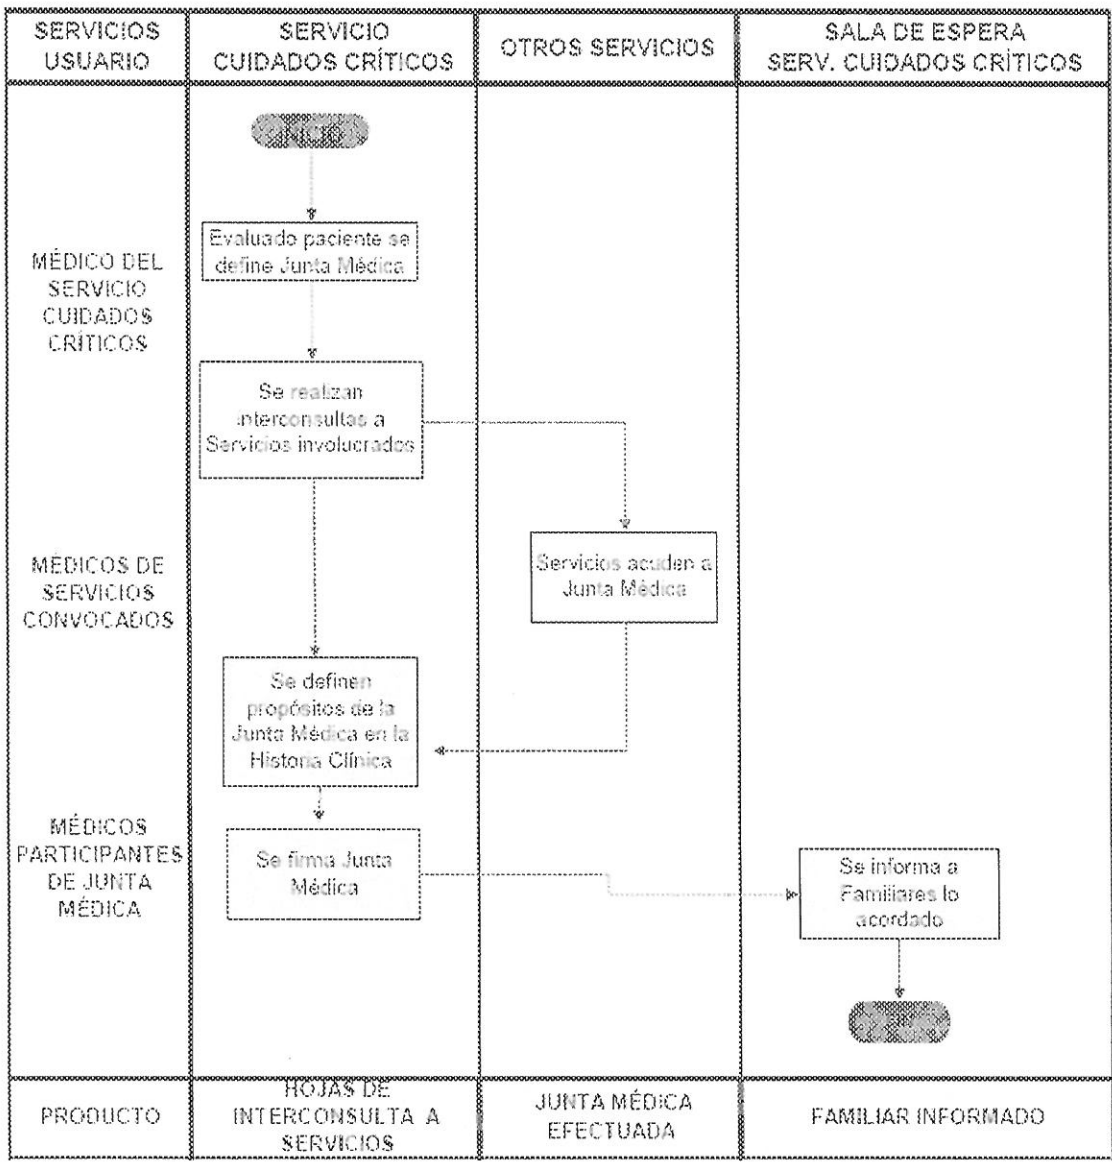 SERVICIOS
USUARIO
SERVICIO
CUIDADOS CRÍTICOS
OTROS SERVICIOS
SALA DE ESPERA
SERV. CUIDADOS CRÍTICOS
INICIO
Evaluado paciente se
define Junta Médica
MÉDICO DEL
SERVICIO
CUIDADOS
CRÍTICOS
Se realizan
interconsultas a
Servicios involucrados
MÉDICOS DE
SERVICIOS
CONVOCADOS
Servicios acuden a
Junta Médica
Se definen
propósitos de la
Junta Médica en la
Historia Clínica
MÉDICOS
PARTICIPANTES
DE JUNTA
MÉDICA
Se firma Junta
Médica
Se informa a
Familiares lo
acordado
PRODUCTO
HOJAS DE
INTERCONSULTA A
SERVICIOS
JUNTA MÉDICA
EFECTUADA
FAMILIAR INFORMADO